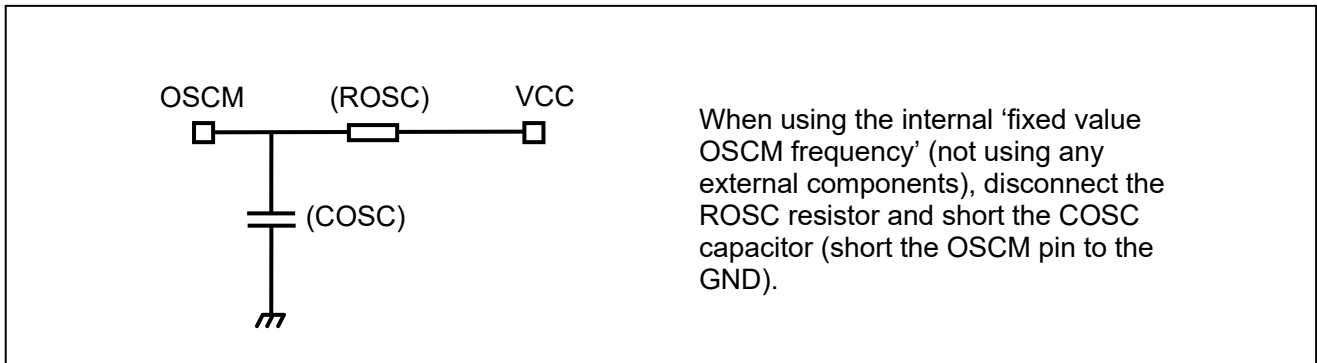 OSCM (ROSC) VCC
(COSC)
When using the internal ‘fixed value
OSCM frequency’ (not using any
external components), disconnect the
ROSC resistor and short the COSC
capacitor (short the OSCM pin to the
GND).